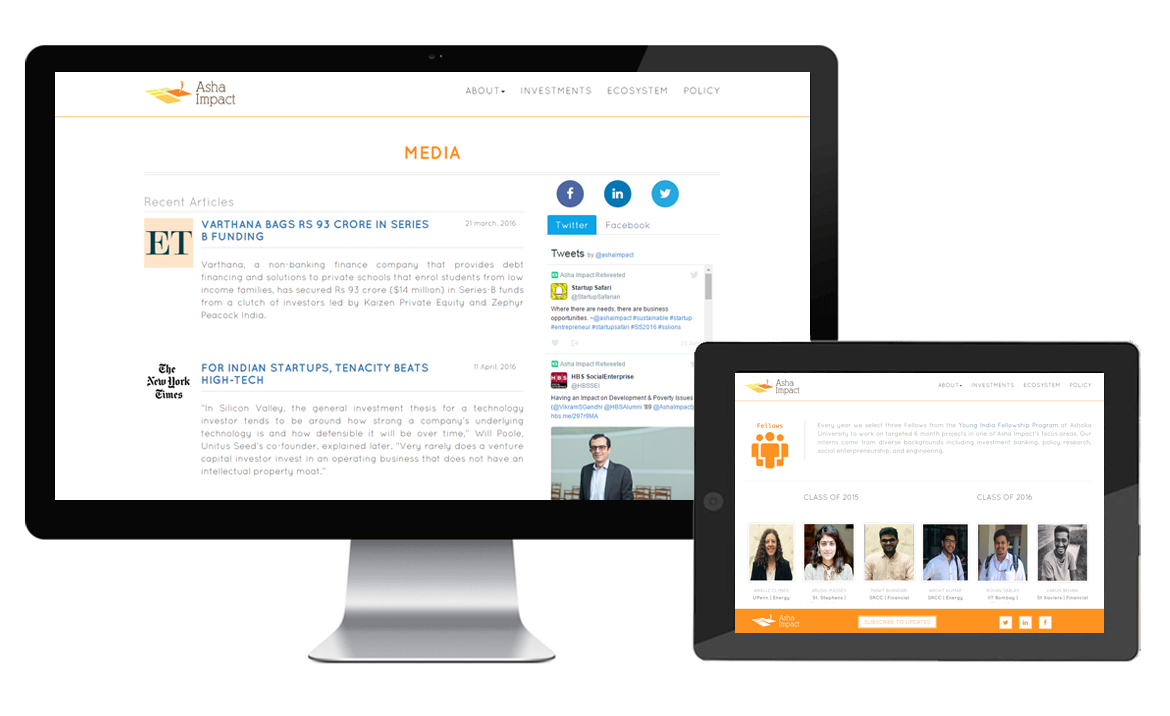 Asha
Impact
ABOUT
INVESTMENTS
ECOSYSTEM
POLICY
MEDIA
Recent Articles
ET
VARTHANA BAGS RS 93 CRORE IN SERIES
B FUNDING
21 march, 2016
Varthana, a non-banking finance company that provides debt
financing and solutions to private schools that enrol students from low
income families, has secured Rs 93 crore ($14 million) in Series-B funds
from a clutch of investors led by Kaizen Private Equity and Zephyr
Peacock India.
The
New York
Times
FOR INDIAN STARTUPS, TENACITY BEATS
HIGH-TECH
11 April, 2016
"In Silicon Valley, the general investment thesis for a technology
investor tends to be around how strong a company's underlying
technology is and how defensible it will be over time," Will Poole,
Unitus Seed's co-founder, explained later. "Very rarely does a venture
capital investor invest in an operating business that does not have an
intellectual property moat."
f
in
Twitter
Facebook
Tweets by @ashaimpact
Asha Impact Retweeted
Startup Safari
@StartupSafarian
Where there are needs, there are business
opportunities. ~@ashaimpact #sustainable #startup
#entrepreneur #startupsafari #SS2016 #sslions
Asha Impact Retweeted
HBS
HBS SocialEnterprise
@HBSSEI
Having an Impact on Development & Poverty Issues
(@VikramSGandhi @HBSAlumni '89 @AshaImpact)
hbs.me/297r9MA
Asha
Impact
ABOUT
INVESTMENTS
ECOSYSTEM
POLICY
Fellows
Every year we select three Fellows from the Young India Fellowship Program at Ashoka
University to work on targeted 6 month projects in one of Asha Impact's focus areas. Our
interns come from diverse backgrounds including investment banking, policy research,
social enterpreneurship, and engineering.
CLASS OF 2015
CLASS OF 2016
UPenn | Energy
St. Stephens |
SRCC | Financial
SRCC | Energy
IIT Bombay |
St Xaviers | Financial
Asha
Impact
SUBSCRIBE TO UPDATES
in
f